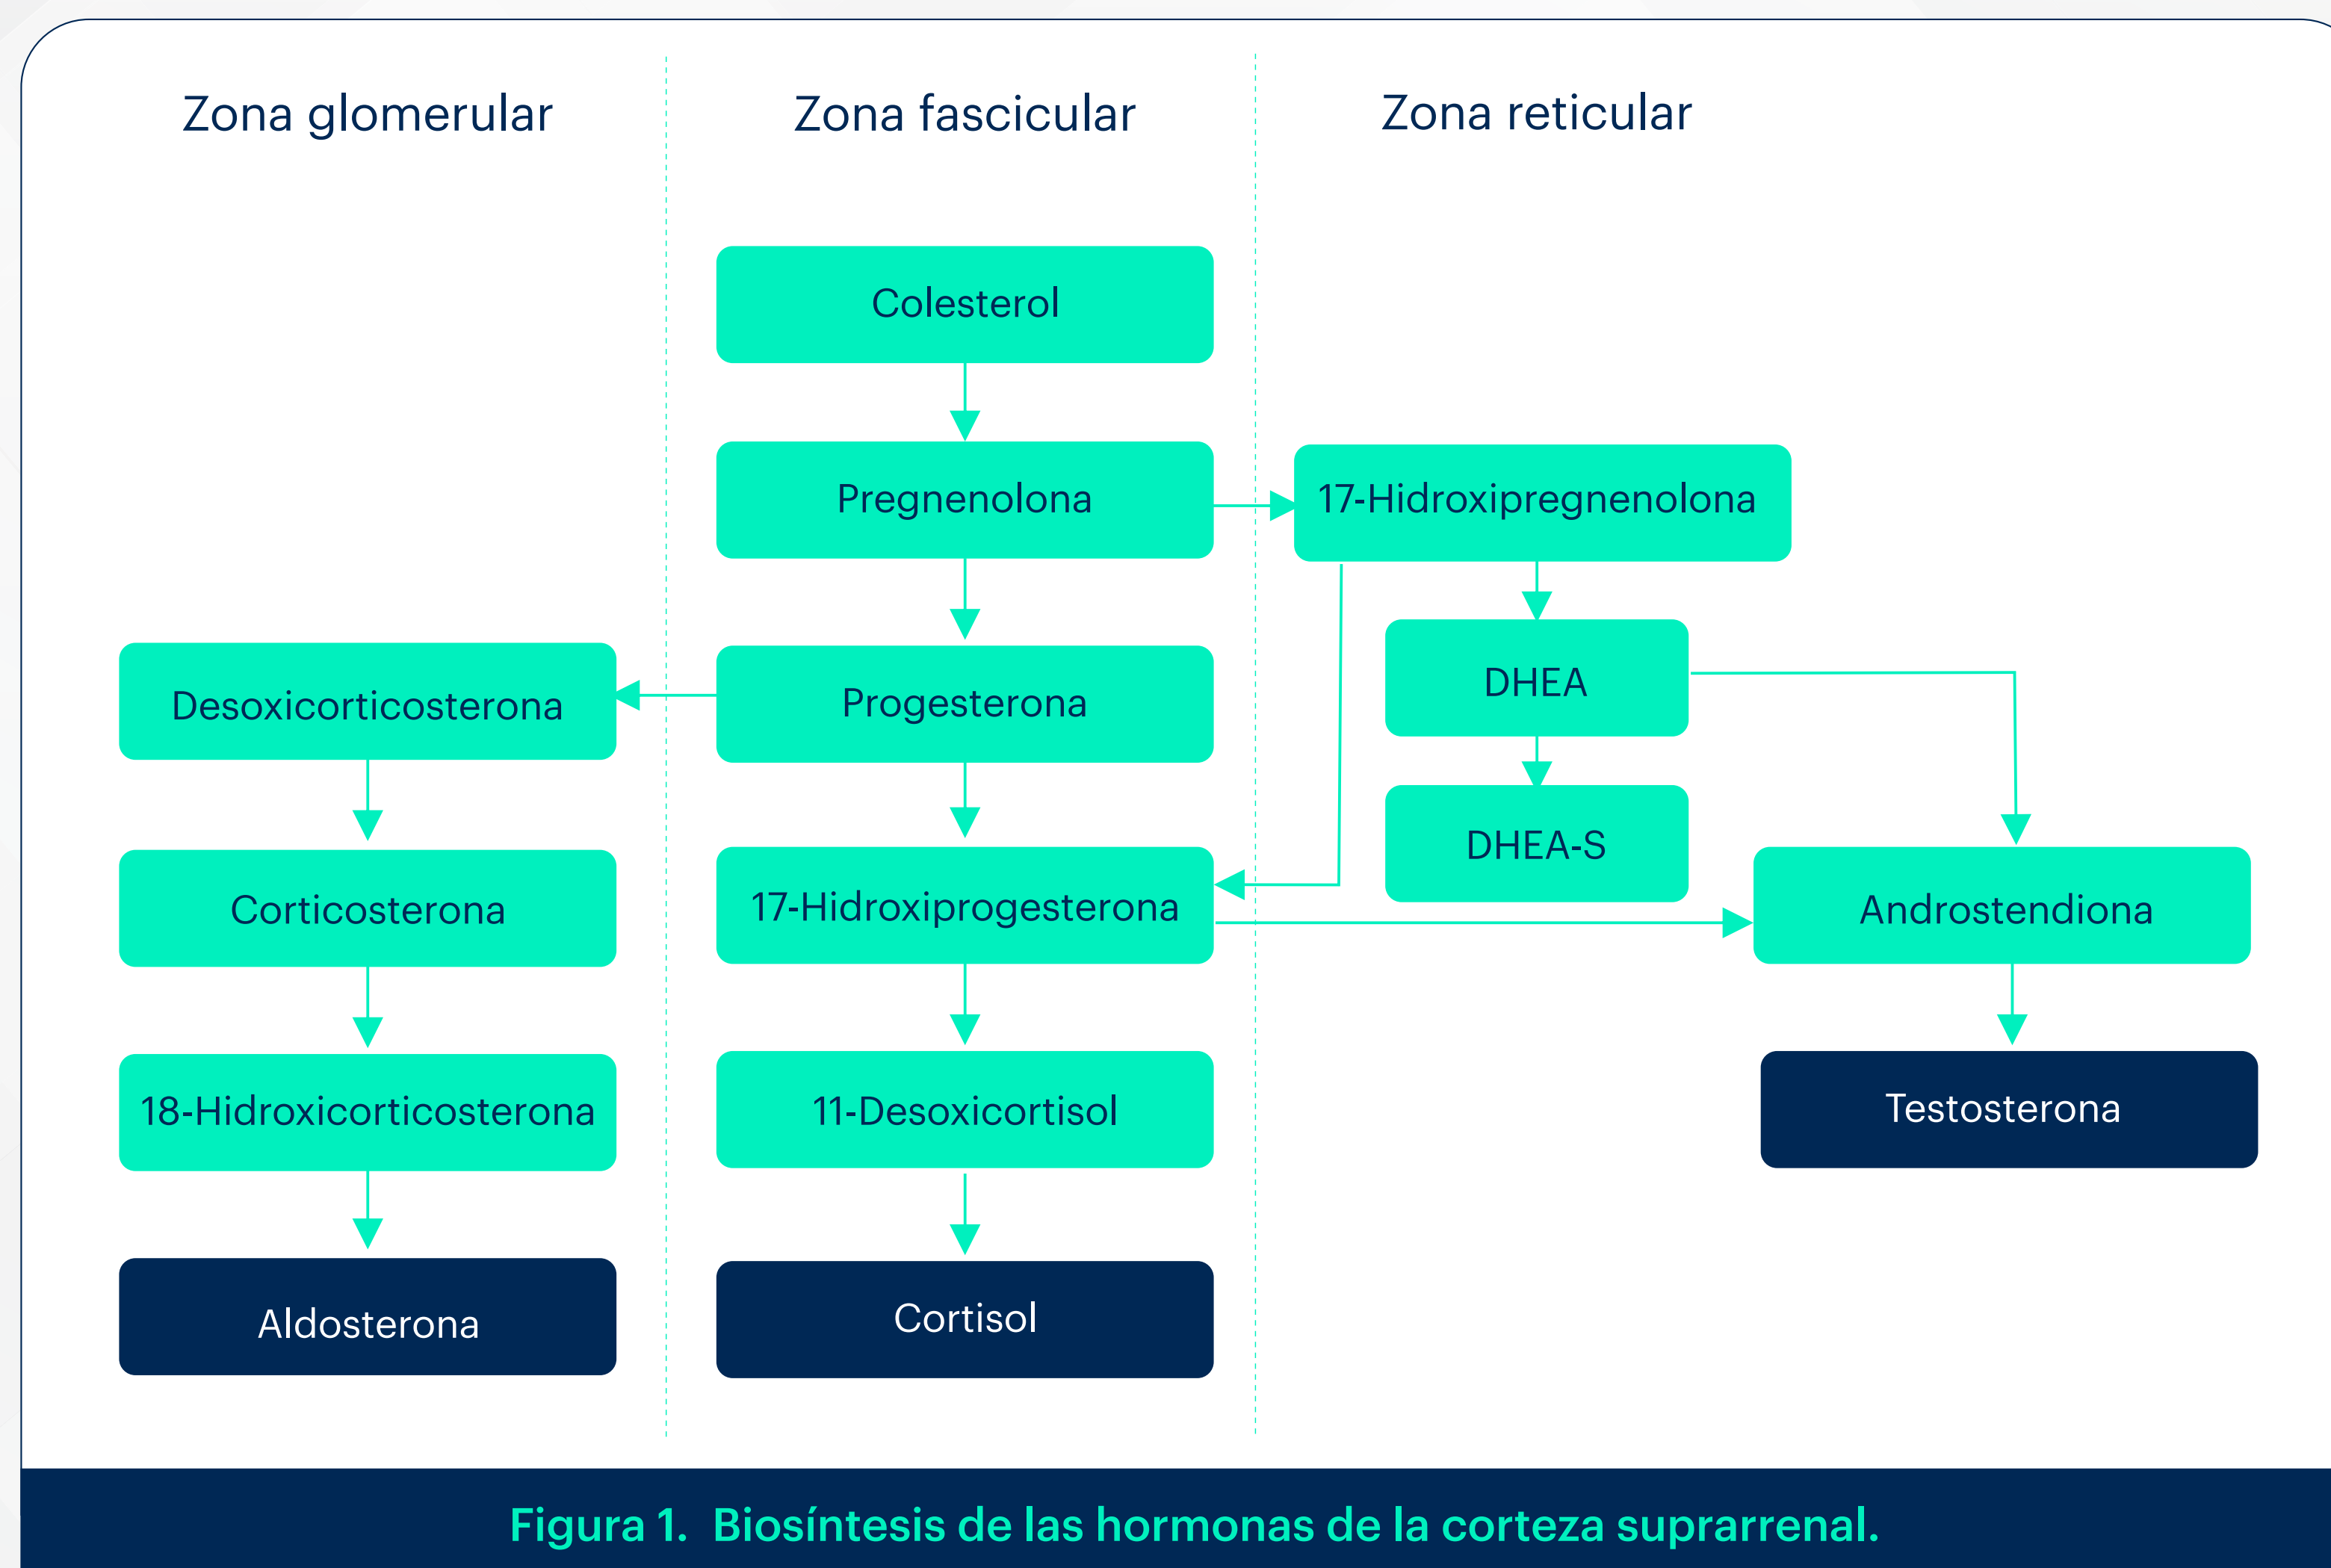 Zona glomerular
Zona fascicular
Zona reticular
Colesterol
Pregnenolona
17-Hidroxipregnenolona
Desoxicorticosterona
Progesterona
DHEA
DHEA-S
Corticosterona
17-Hidroxiprogesterona
Androstendiona
18-Hidroxicorticosterona
11-Desoxicortisol
Testosterona
Aldosterona
Cortisol
Figura 1. Biosíntesis de las hormonas de la corteza suprarrenal.